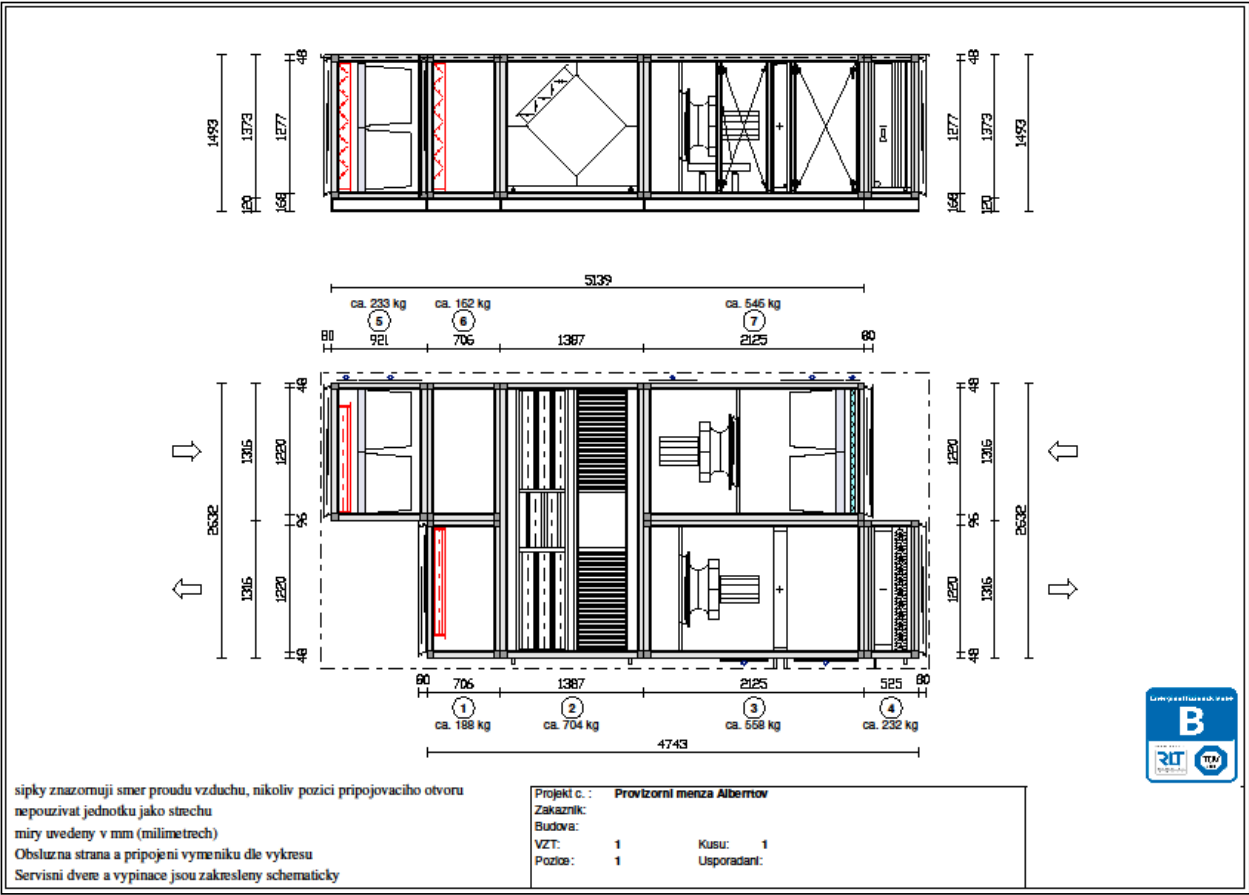 48
1493
1373
1277
120
168
48
1277
1373
1493
168
120
5139
ca. 233 kg
ca. 162 kg
ca. 546 kg
5
6
7
80
921
706
1387
2125
80
48
1316
1220
96
2632
1316
1220
48
48
1220
1316
96
2632
1220
1316
48
80
706
1387
2125
525
80
1
2
3
4
ca. 188 kg
ca. 704 kg
ca. 558 kg
ca. 232 kg
4743
B
RLT
TÜV
sipky znazornuji smer proudu vzduchu, nikoliv pozici pripojovaciho otvoru
nepouzivat jednotku jako strechu
miry uvedeny v mm (milimetrech)
Obsluzna strana a pripojeni vymeniku dle vykresu
Servisni dvere a vypinace jsou zakresleny schematicky
Projekt c. : Provizorni menza Albertov
Zakaznik:
Budova:
VZT: 1 Kusu: 1
Pozice: 1 Usporadani: